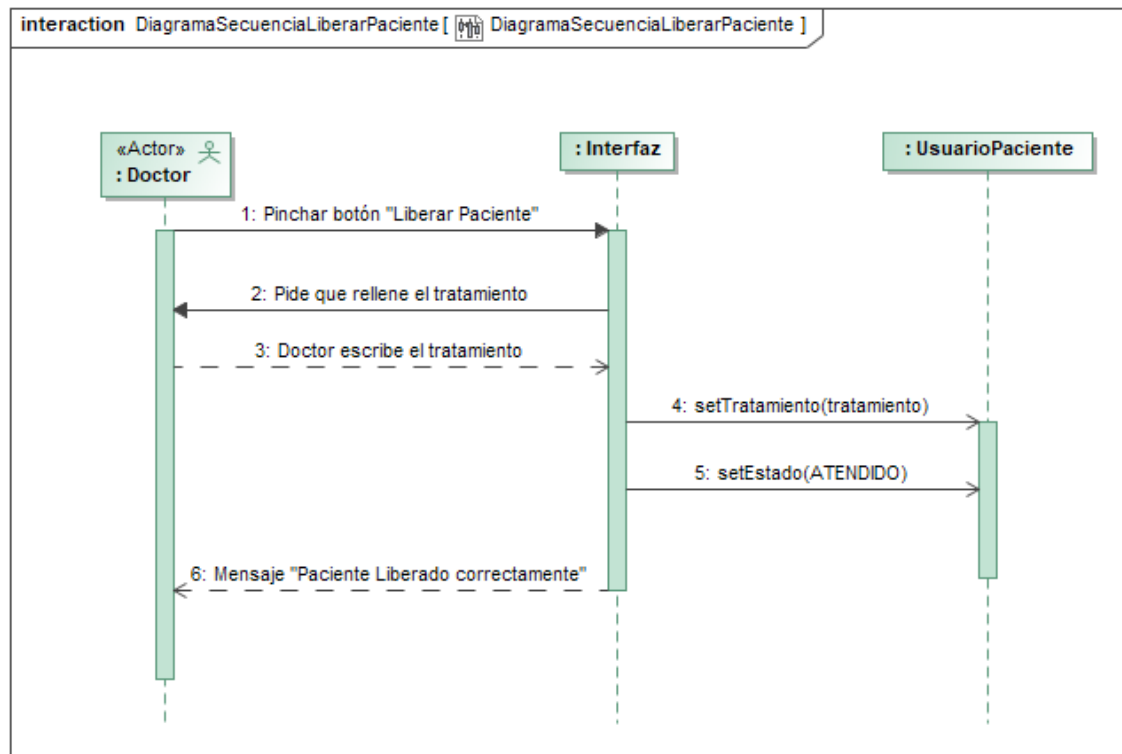 interaction DiagramaSecuenciaLiberarPaciente [ DiagramaSecuenciaLiberarPaciente ]
«Actor»
: Doctor
: Interfaz
: UsuarioPaciente
1: Pinchar botón "Liberar Paciente"
2: Pide que rellene el tratamiento
3: Doctor escribe el tratamiento
4: setTratamiento(tratamiento)
5: setEstado(ATENDIDO)
6: Mensaje "Paciente Liberado correctamente"